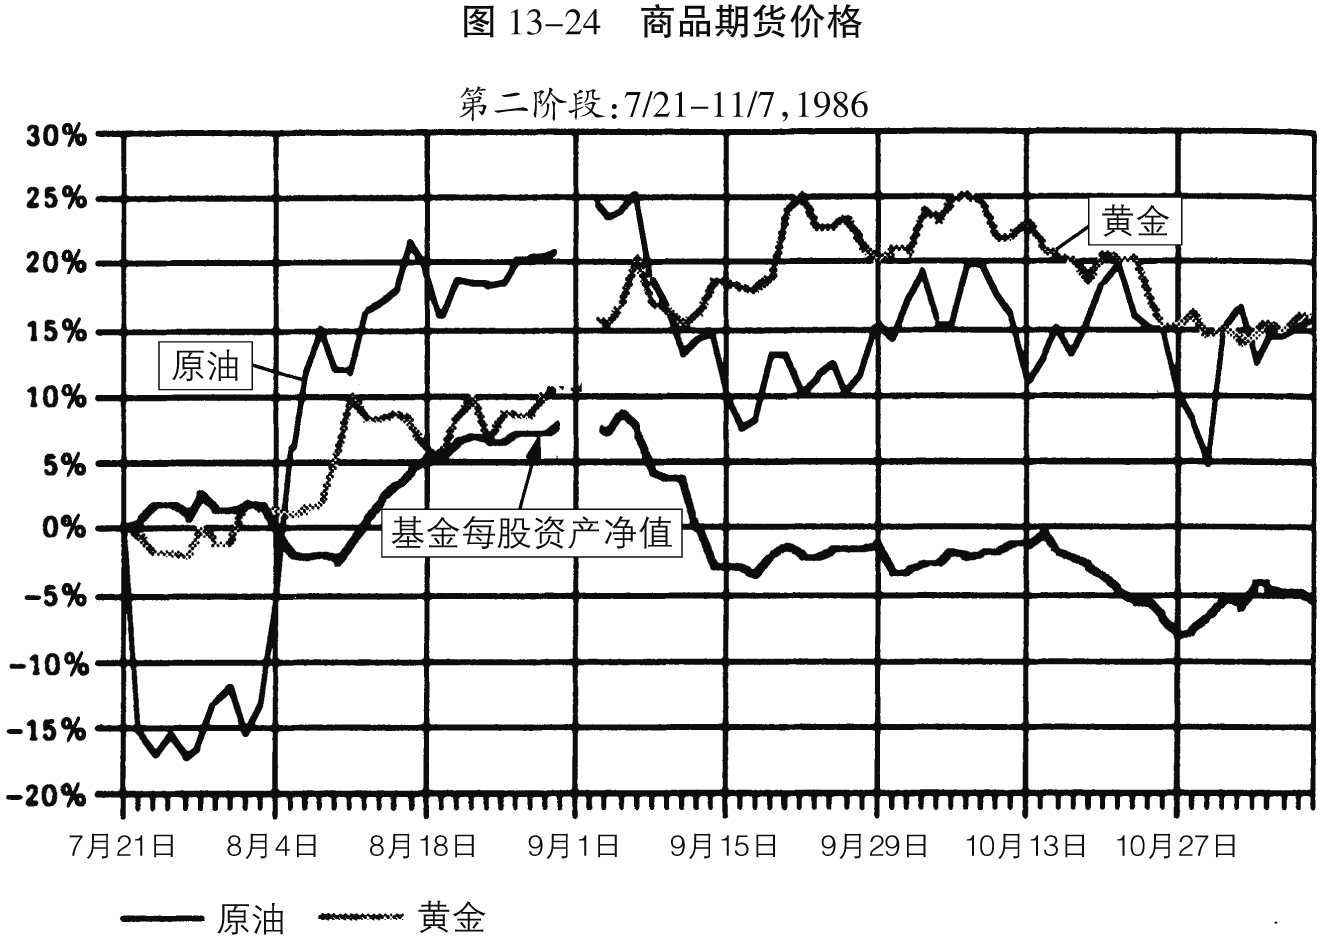 图 13–24 商品期货价格
第二阶段:7/21–11/7,1986
30%
25%
黄金
20%
15%
原油
10%
5%
0%
基金每股资产净值
-5%
-10%
-15%
-20%
7月21日 8月4日 8月18日 9月1日 9月15日 9月29日 10月13日 10月27日
原油 黄金